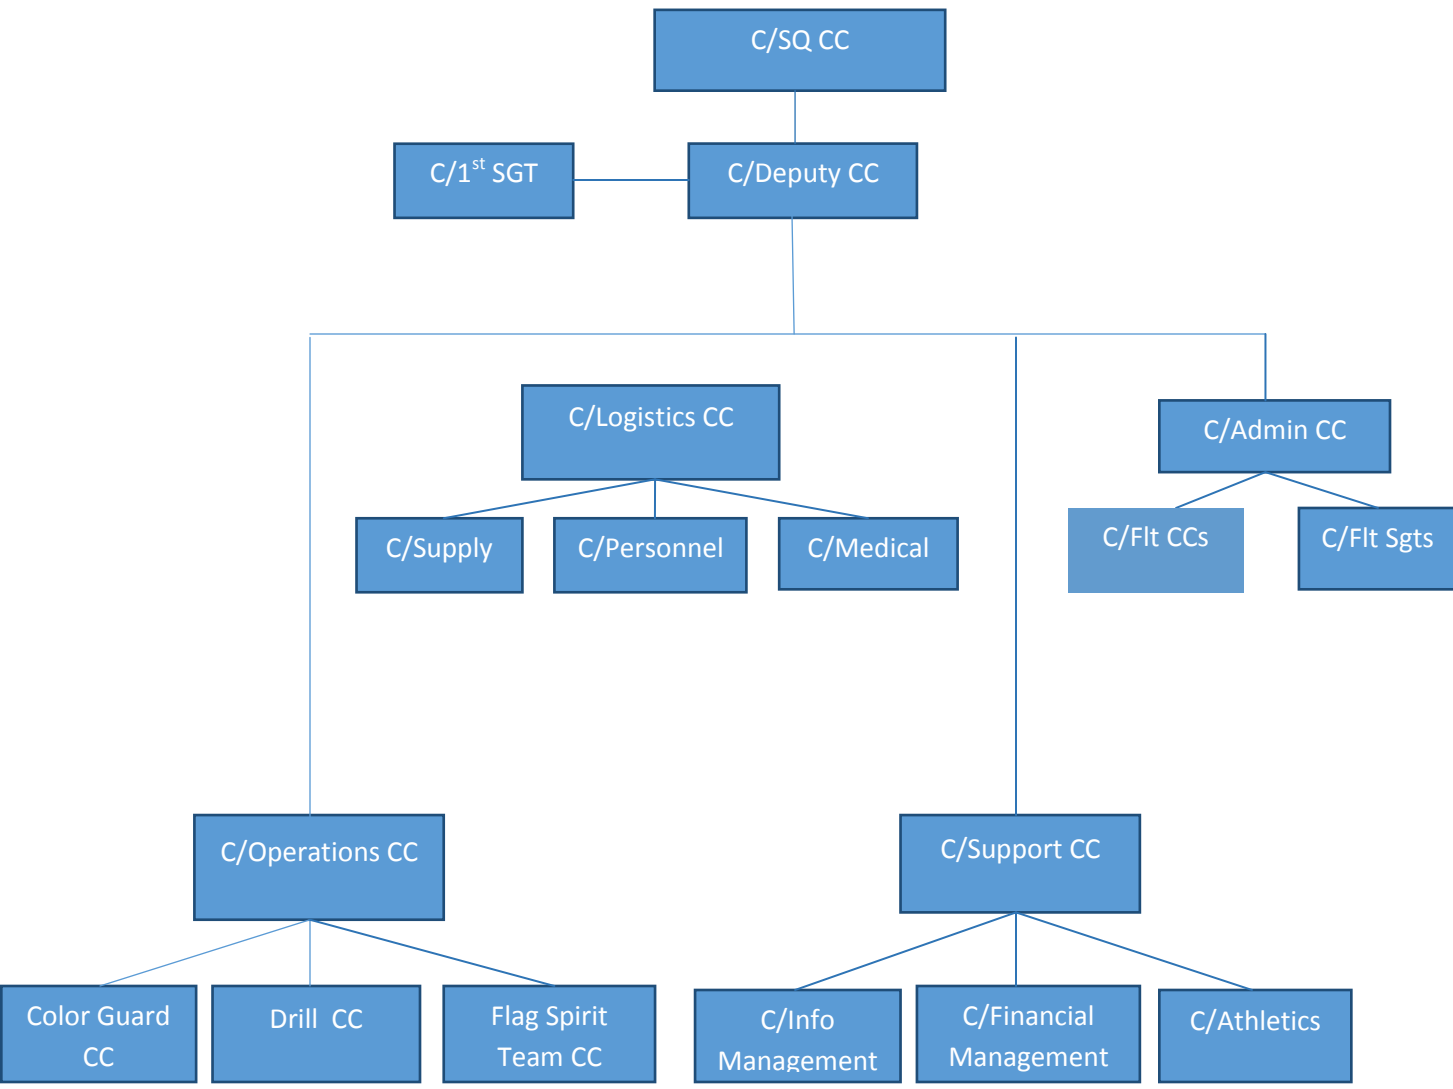 C/SQ CC
C/1st SGT
C/Deputy CC
C/Logistics CC
C/Admin CC
C/Supply
C/Personnel
C/Medical
C/Flt CCs
C/Flt Sgts
C/Operations CC
C/Support CC
Color Guard
CC
Drill  CC
Flag Spirit
Team CC
C/Info
Management
C/Financial
Management
C/Athletics